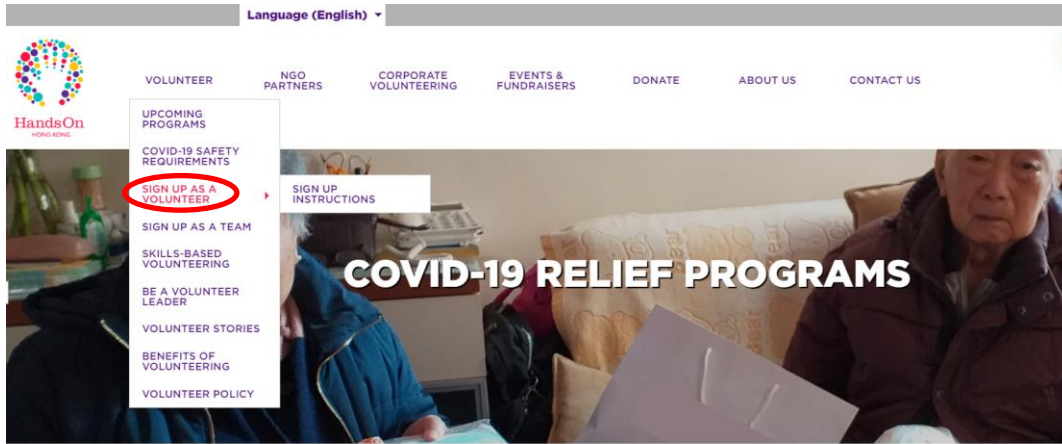 Language (English)
HandsOn
HONG KONG
VOLUNTEER
NGO
PARTNERS
CORPORATE
VOLUNTEERING
EVENTS &
FUNDRAISERS
DONATE
ABOUT US
CONTACT US
UPCOMING
PROGRAMS
COVID-19 SAFETY
REQUIREMENTS
SIGN UP AS A
VOLUNTEER
SIGN UP
INSTRUCTIONS
SIGN UP AS A TEAM
SKILLS-BASED
VOLUNTEERING
BE A VOLUNTEER
LEADER
VOLUNTEER STORIES
BENEFITS OF
VOLUNTEERING
VOLUNTEER POLICY
COVID-19 RELIEF PROGRAMS